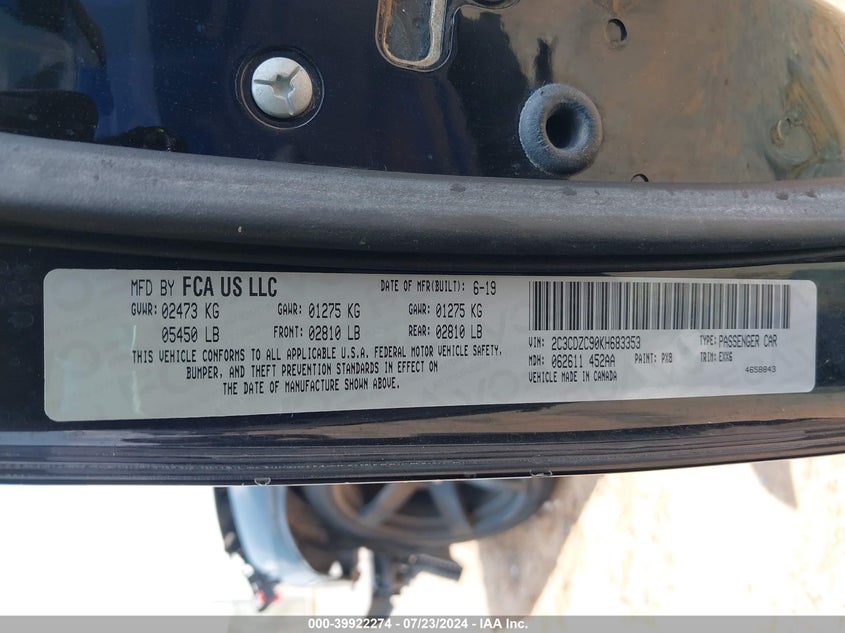 MFD BY FCA US LLC DATE OF MFR(BUILT): 6-19
GVWR: 02473 KG GAWR: 01275 KG GAWR: 01275 KG
05450 LB FRONT: 02810 LB REAR: 02810 LB
THIS VEHICLE CONFORMS TO ALL APPLICABLE U.S.A. FEDERAL MOTOR VEHICLE SAFETY,
BUMPER, AND THEFT PREVENTION STANDARDS IN EFFECT ON
THE DATE OF MANUFACTURE SHOWN ABOVE.
VIN: 2C3CDZC90KH683353 TYPE: PASSENGER CAR
MDH: 062611 452AA PAINT: PX8 TRIM: EXX6
VEHICLE MADE IN CANADA 4658843
000-39922274 - 07/23/2024 - IAA Inc.